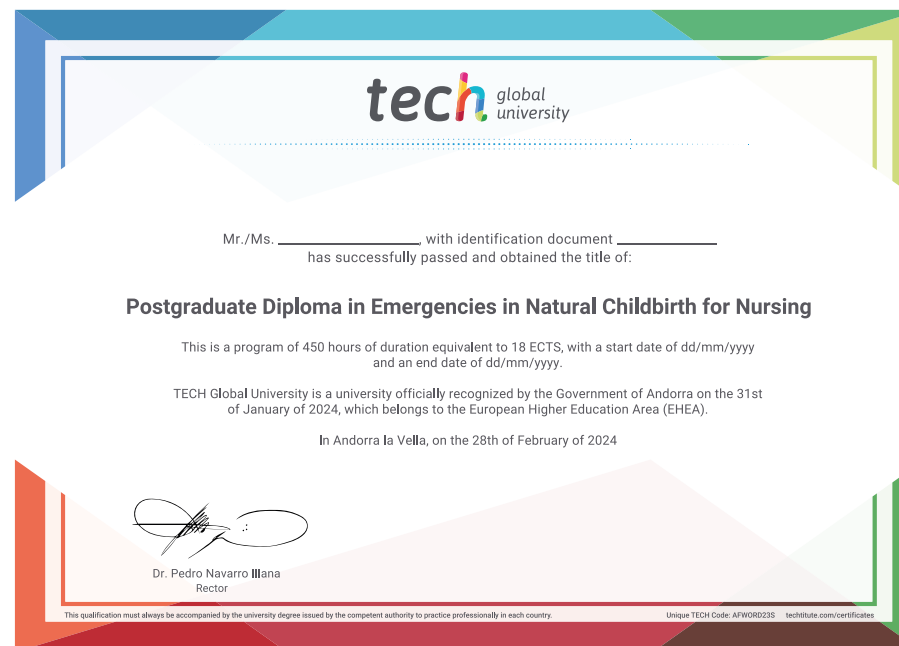 tech global
university
Mr./Ms. ____________, with identification document ____________
has successfully passed and obtained the title of:
Postgraduate Diploma in Emergencies in Natural Childbirth for Nursing
This is a program of 450 hours of duration equivalent to 18 ECTS, with a start date of dd/mm/yyyy
and an end date of dd/mm/yyyy.
TECH Global University is a university officially recognized by the Government of Andorra on the 31st
of January of 2024, which belongs to the European Higher Education Area (EHEA).
In Andorra la Vella, on the 28th of February of 2024
Dr. Pedro Navarro Illana
Rector
This qualification must always be accompanied by the university degree issued by the competent authority to practice professionally in each country.
Unique TECH Code: AFWORD23S techtitute.com/certificates